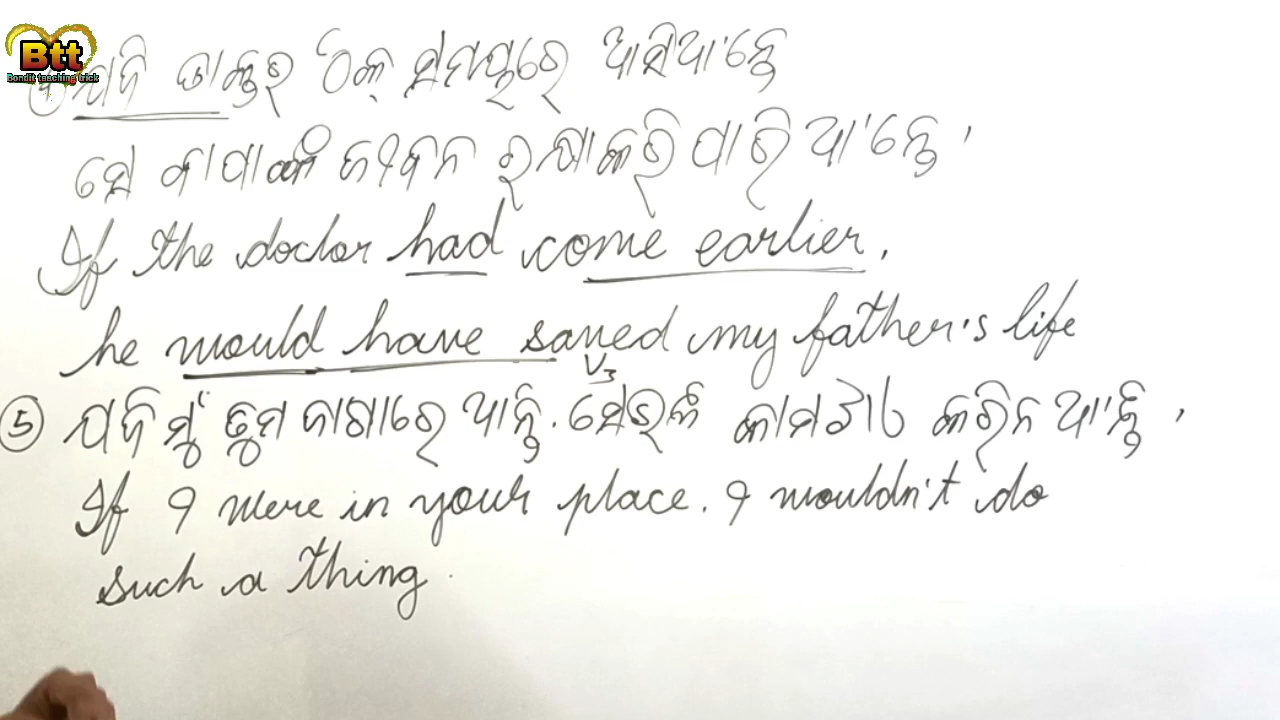 Btt
Bondit teaching trick
ଯଦି ଡାକ୍ତର ଠିକ୍ ସମୟରେ ଆସିଥା'ନ୍ତେ
ସେ ବାପାଙ୍କ ଜୀବନ ରକ୍ଷାକରି ପାରିଥା'ନ୍ତେ,
If the doctor had come earlier,
he would have saved my father's life
V3
5 ଯଦି ମୁଁ ତୁମ ଜାଗାରେ ଥାନ୍ତି. ସେଭଳି କାମଟାଏ କରିନଥା'ନ୍ତି,
If I were in your place. I wouldn't do
such a thing.